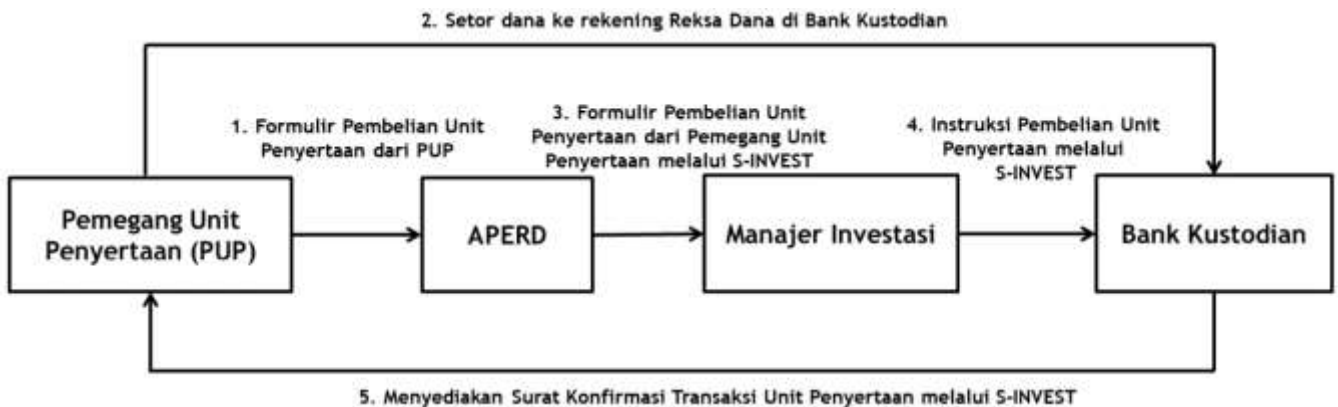 2. Setor dana ke rekening Reksa Dana di Bank Kustodian
1. Formulir Pembelian Unit
Penyertaan dari PUP
3. Formulir Pembelian Unit
Penyertaan dari Pemegang Unit
Penyertaan melalui S-INVEST
4. Instruksi Pembelian Unit
Penyertaan melalui
S-INVEST
Pemegang Unit
Penyertaan (PUP)
APERD
Manajer Investasi
Bank Kustodian
5. Menyediakan Surat Konfirmasi Transaksi Unit Penyertaan melalui S-INVEST